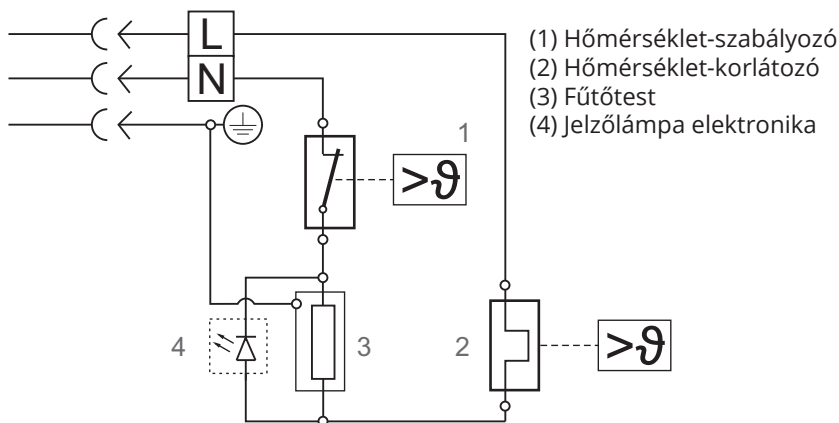 L
N
(1) Hőmérséklet-szabályozó
(2) Hőmérséklet-korlátozó
(3) Fűtőtest
(4) Jelzőlámpa elektronika
1
>ϑ
4
3
2
>ϑ